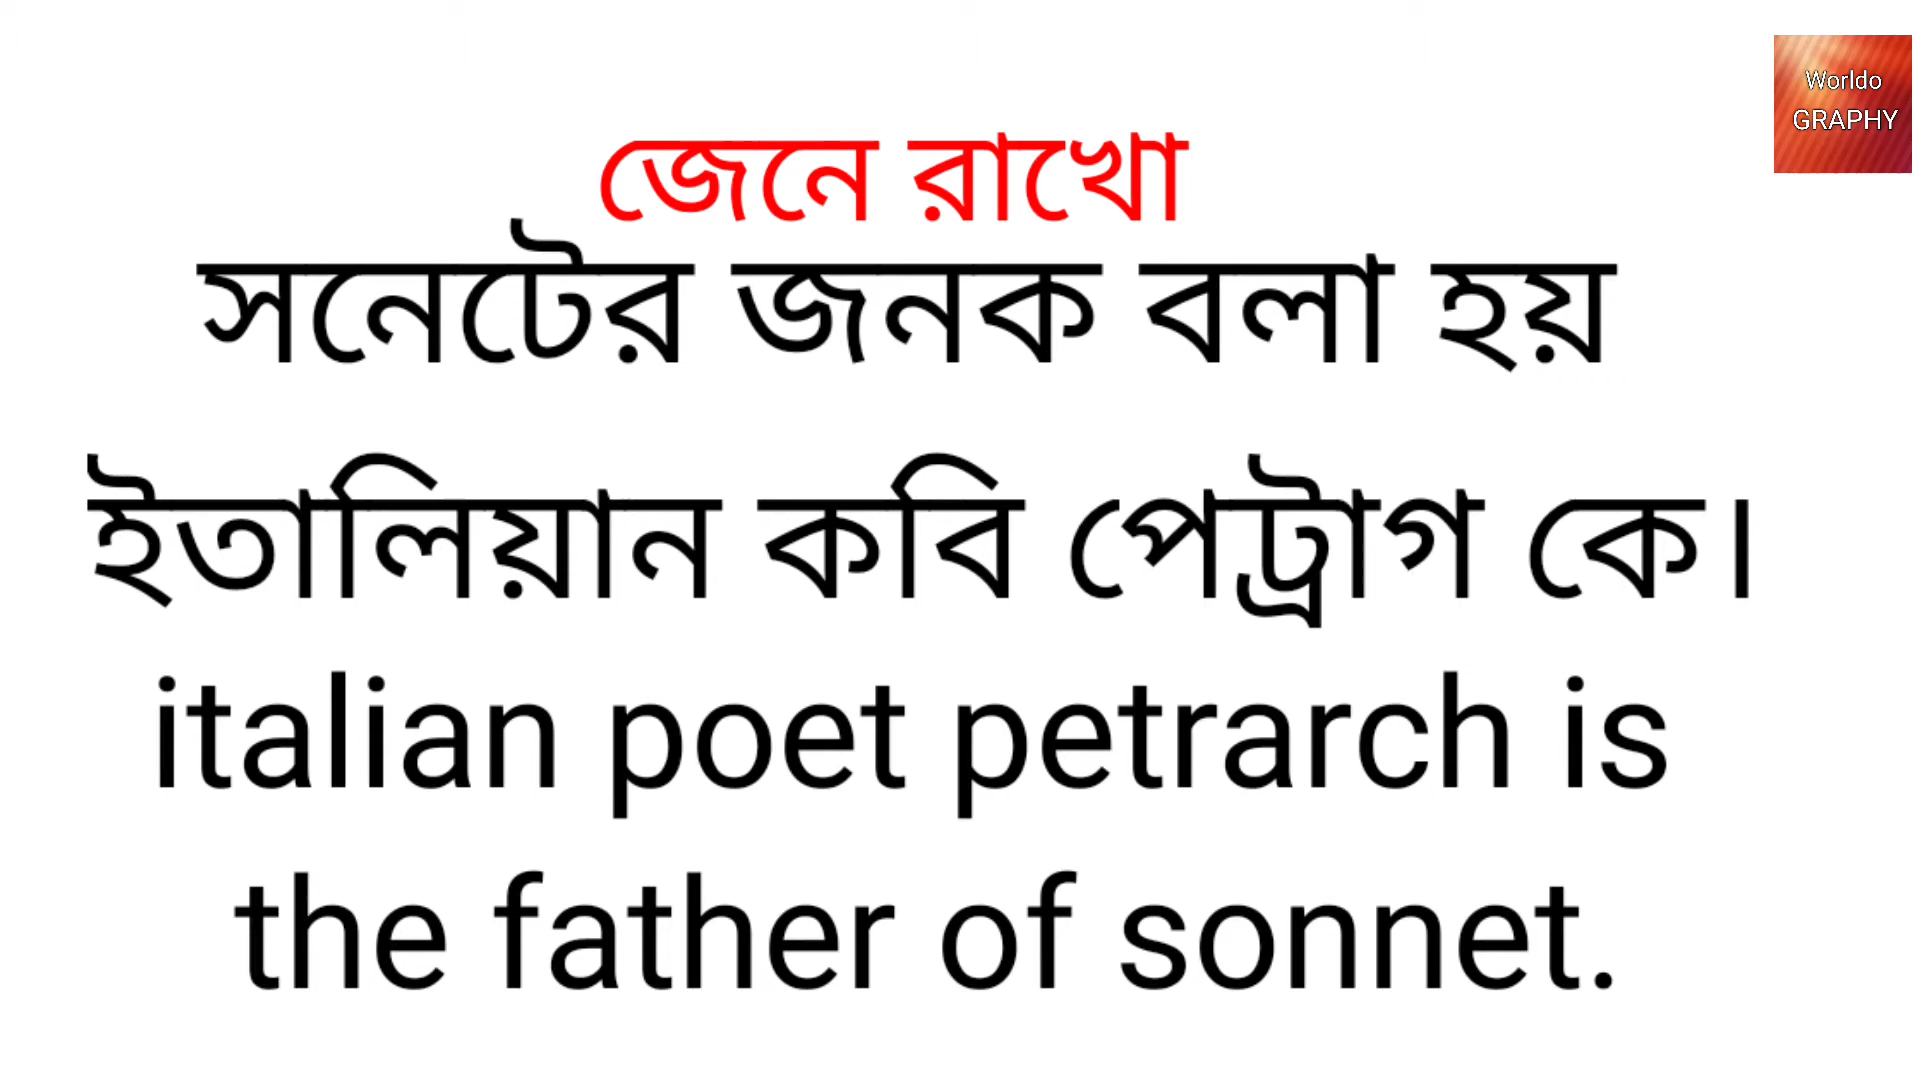 Worldo
GRAPHY
জেনে রাখো
সনেটের জনক বলা হয়
ইতালিয়ান কবি পেট্রাগ কে।
italian poet petrarch is
the father of sonnet.